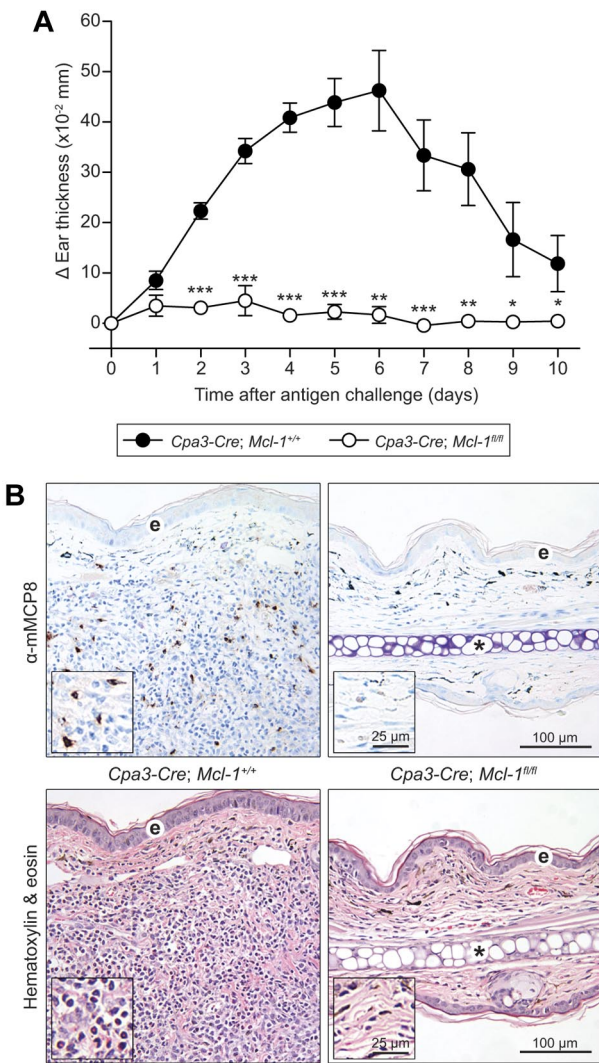 A
60
50
40
30
20
10
0
Δ Ear thickness (x10⁻² mm)
*** *** *** *** ** *** ** * *
0 1 2 3 4 5 6 7 8 9 10
Time after antigen challenge (days)
Cpa3-Cre; Mcl-1⁺/⁺ Cpa3-Cre; Mcl-1ᶠˡ/ᶠˡ
B
α-mMCP8
e
e
*
25 µm
100 µm
Cpa3-Cre; Mcl-1⁺/⁺ Cpa3-Cre; Mcl-1ᶠˡ/ᶠˡ
Hematoxylin & eosin
e
e
*
25 µm
100 µm